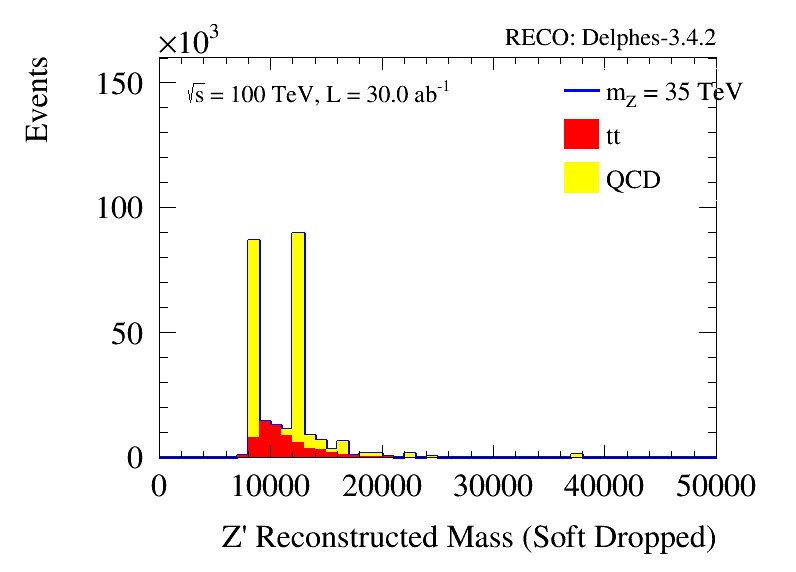 ×10³
RECO: Delphes-3.4.2
Events
√s = 100 TeV, L = 30.0 ab⁻¹
m_Z = 35 TeV
tt
QCD
150
100
50
0
0 10000 20000 30000 40000 50000
Z' Reconstructed Mass (Soft Dropped)